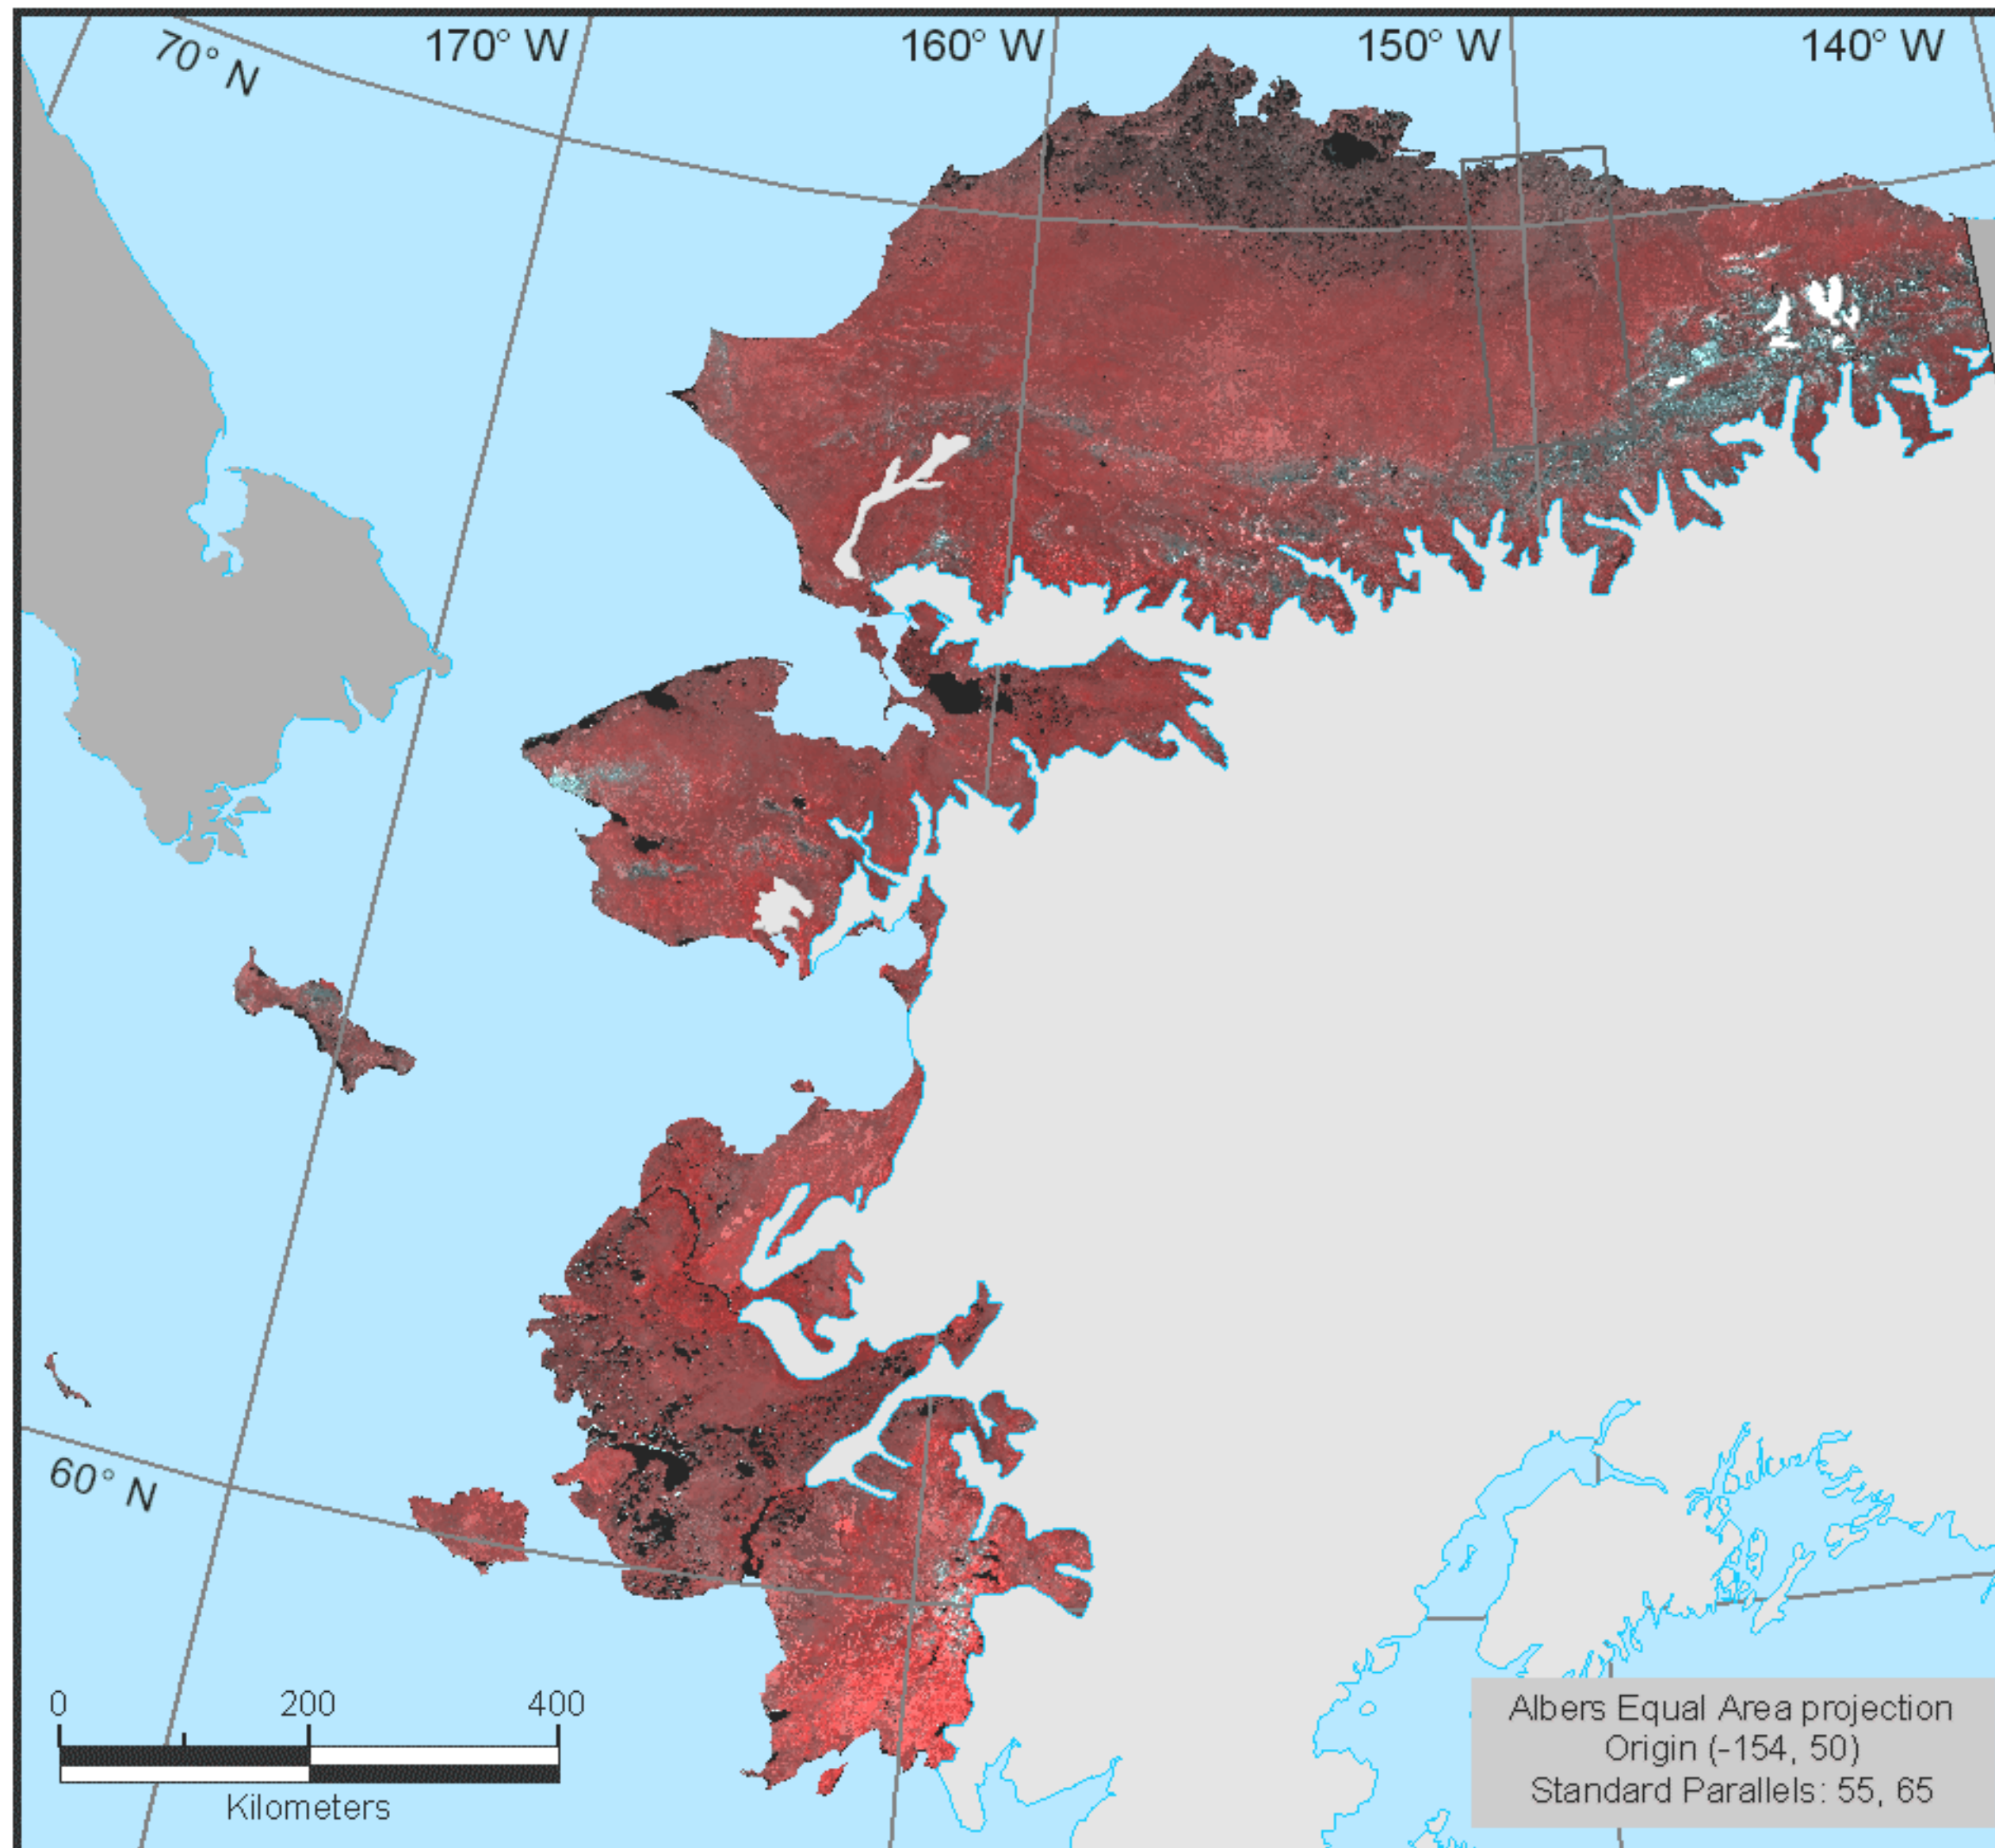 70° N
170° W
160° W
150° W
140° W
60° N
0 200 400
Kilometers
Albers Equal Area projection
Origin (-154, 50)
Standard Parallels: 55, 65